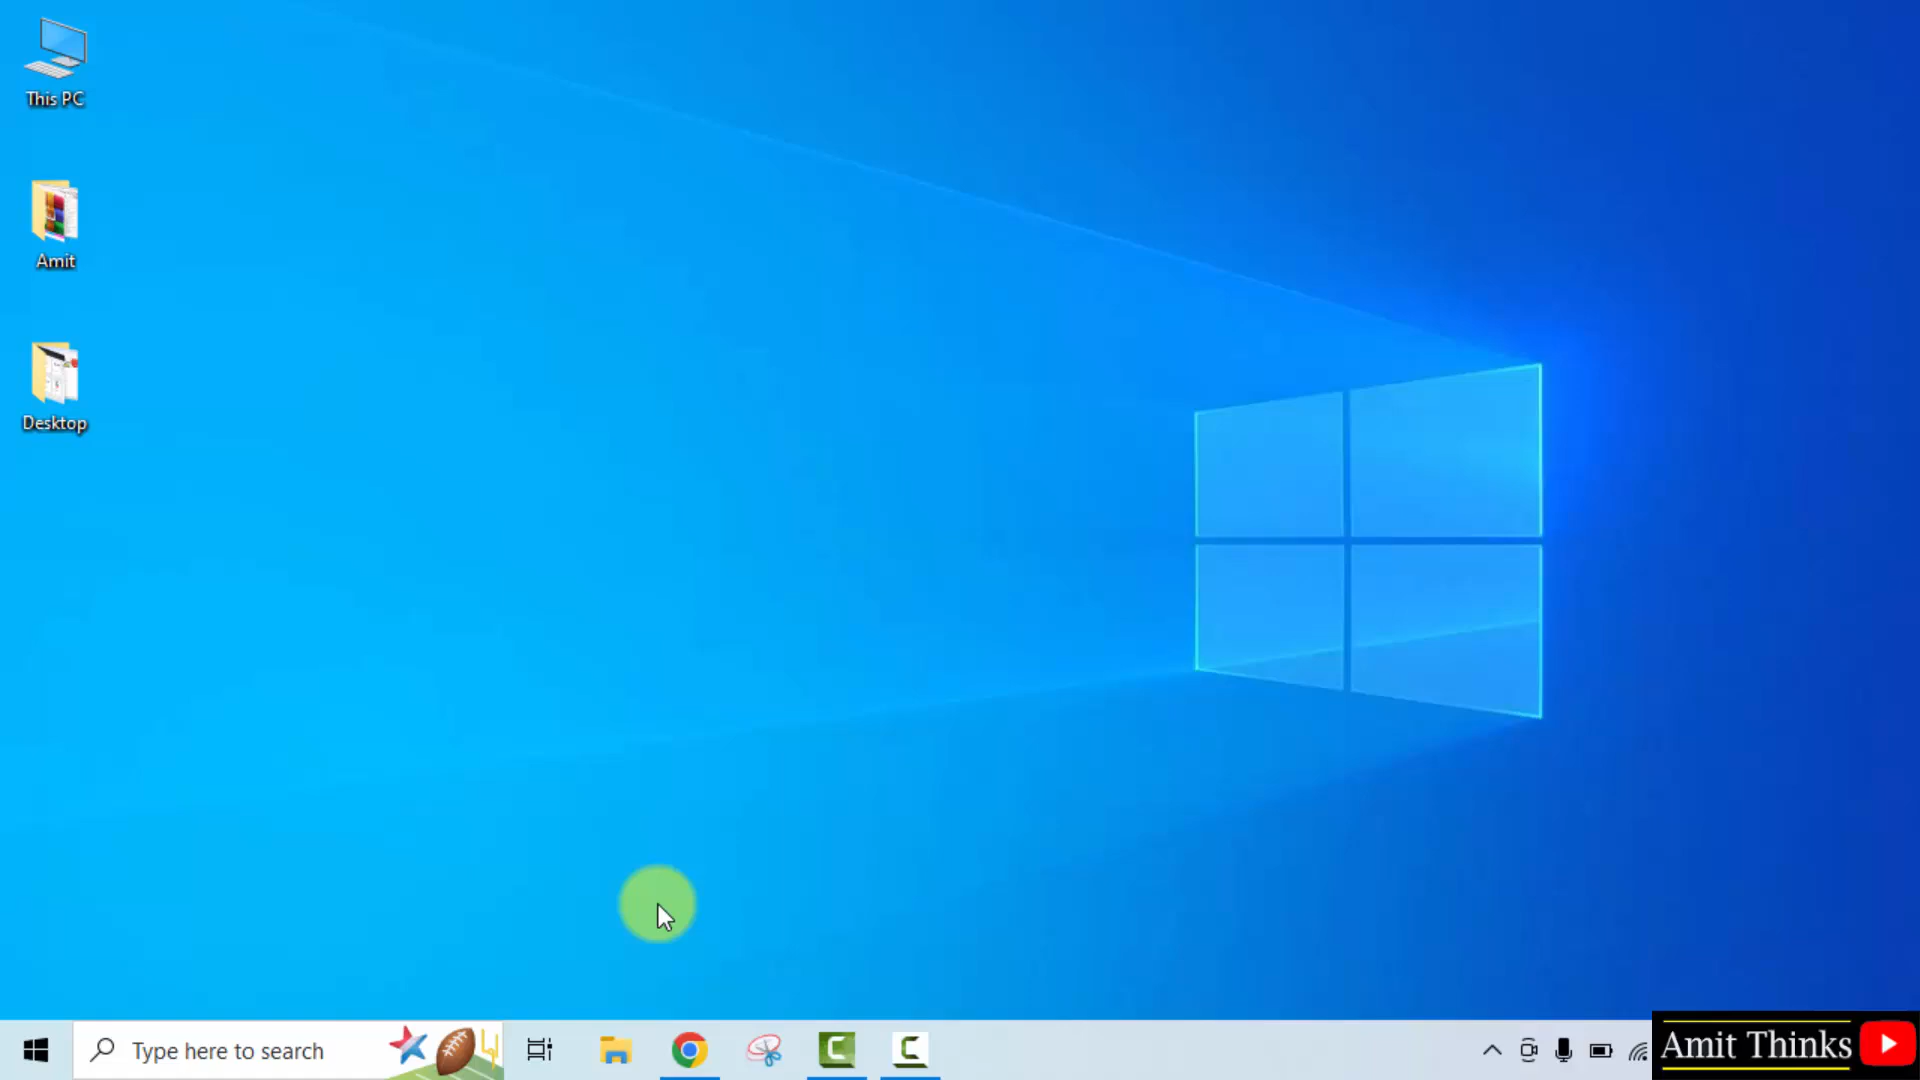 This PC
Amit
Desktop
Type here to search
Amit Thinks